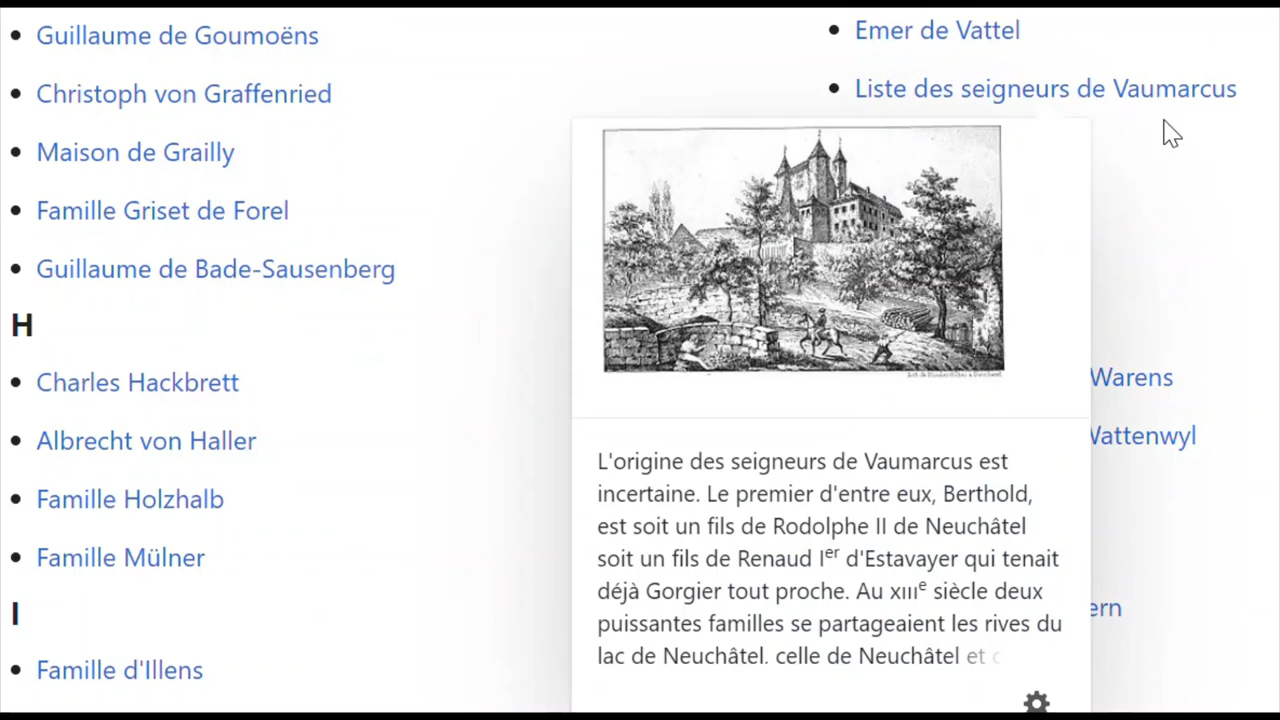 Guillaume de Goumoëns
Christoph von Graffenried
Maison de Grailly
Famille Griset de Forel
Guillaume de Bade-Sausenberg
H
Charles Hackbrett
Albrecht von Haller
Famille Holzhalb
Famille Mülner
I
Famille d'Illens
Emer de Vattel
Liste des seigneurs de Vaumarcus
L'origine des seigneurs de Vaumarcus est
incertaine. Le premier d'entre eux, Berthold,
est soit un fils de Rodolphe II de Neuchâtel
soit un fils de Renaud Ier d'Estavayer qui tenait
déjà Gorgier tout proche. Au XIIIe siècle deux
puissantes familles se partageaient les rives du
lac de Neuchâtel. celle de Neuchâtel et
Warens
Wattenwyl
ern